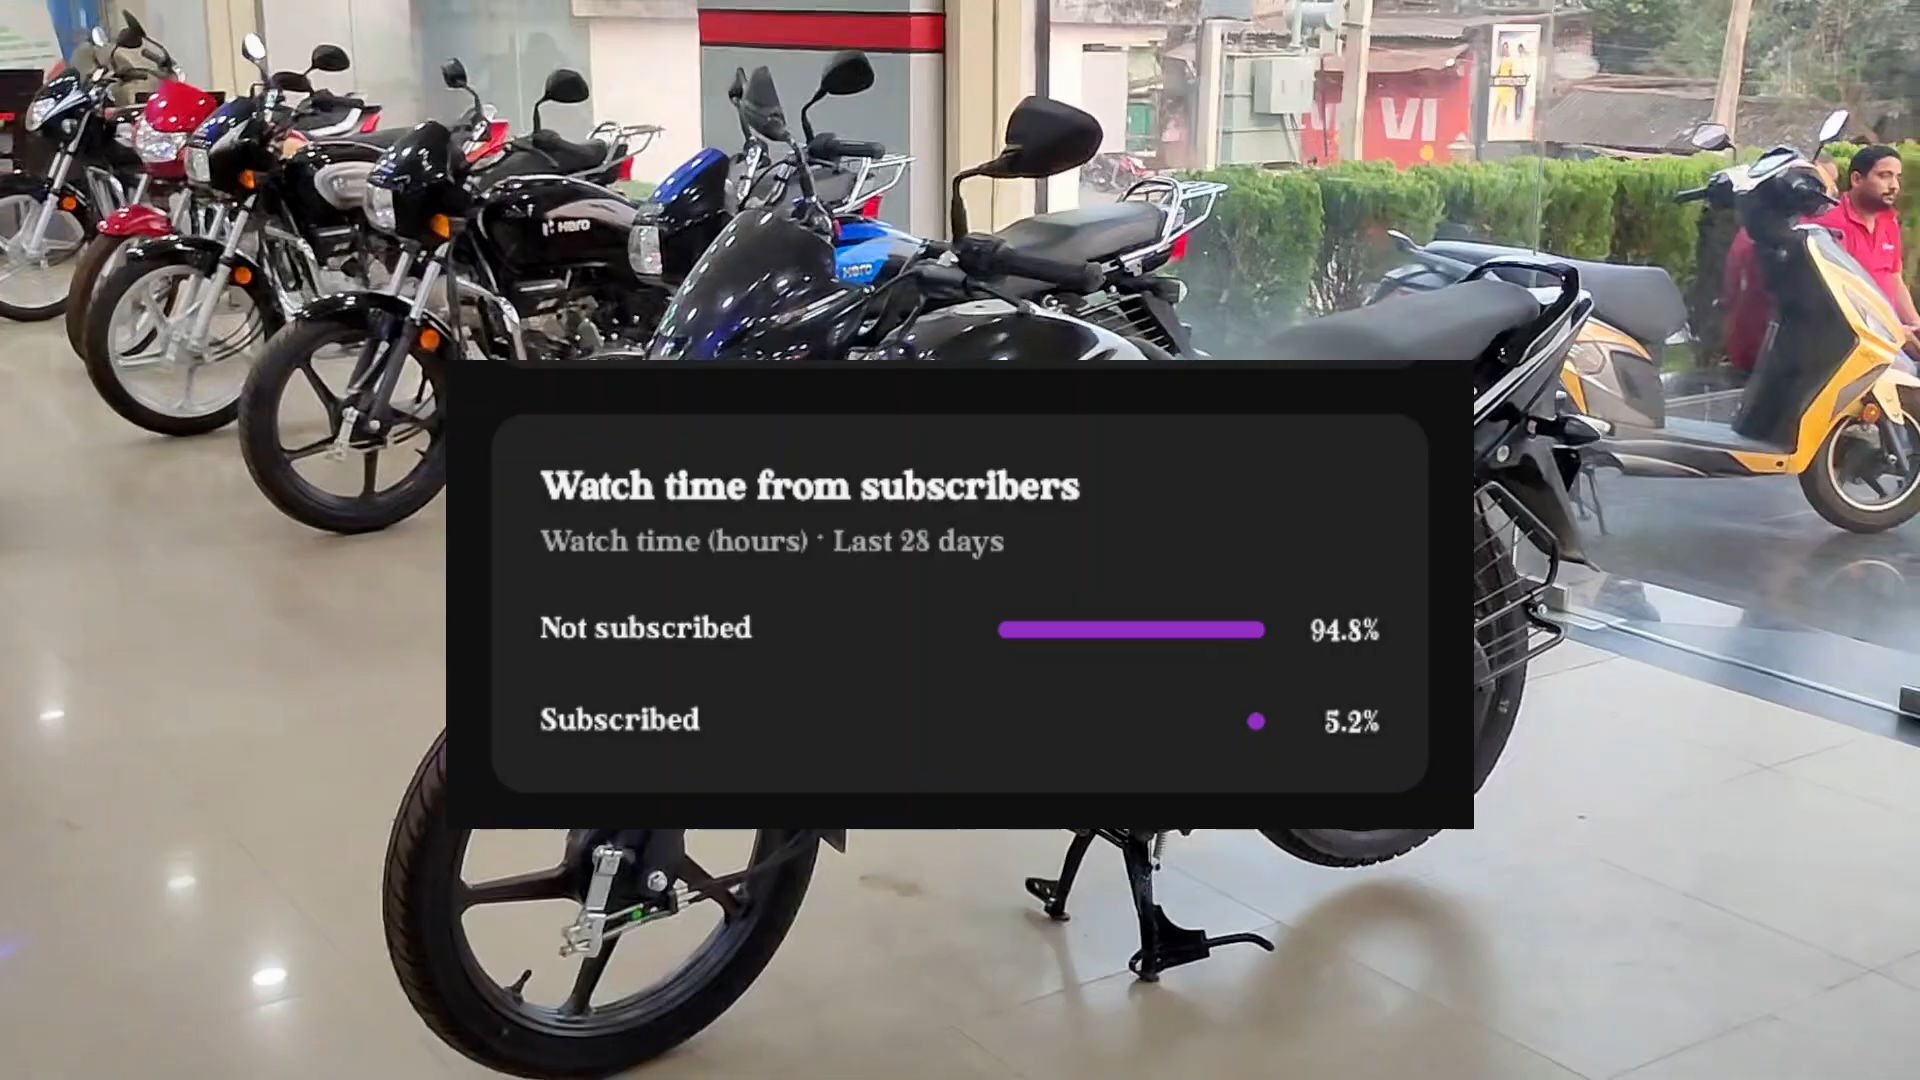 VI
Hero
Hero
Watch time from subscribers
Watch time (hours) · Last 28 days
Not subscribed 94.8%
Subscribed 5.2%